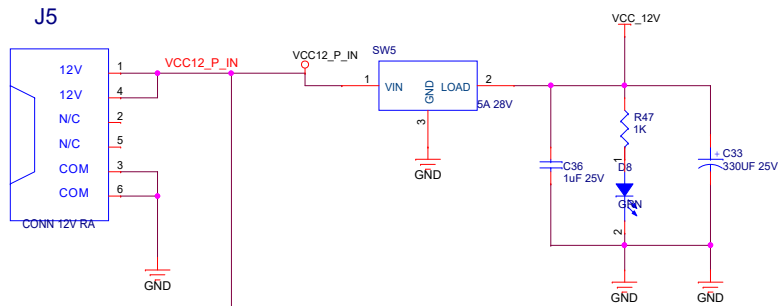 J5
12V
1
VCC12_P_IN
12V
4
N/C
2
N/C
5
COM
3
COM
6
CONN 12V RA
GND
VCC12_P_IN
SW5
1
VIN
GND
LOAD
2
3
5A 28V
GND
VCC_12V
C36
1uF 25V
R47
1K
1
D8
GRN
2
+
C33
330UF 25V
GND
GND